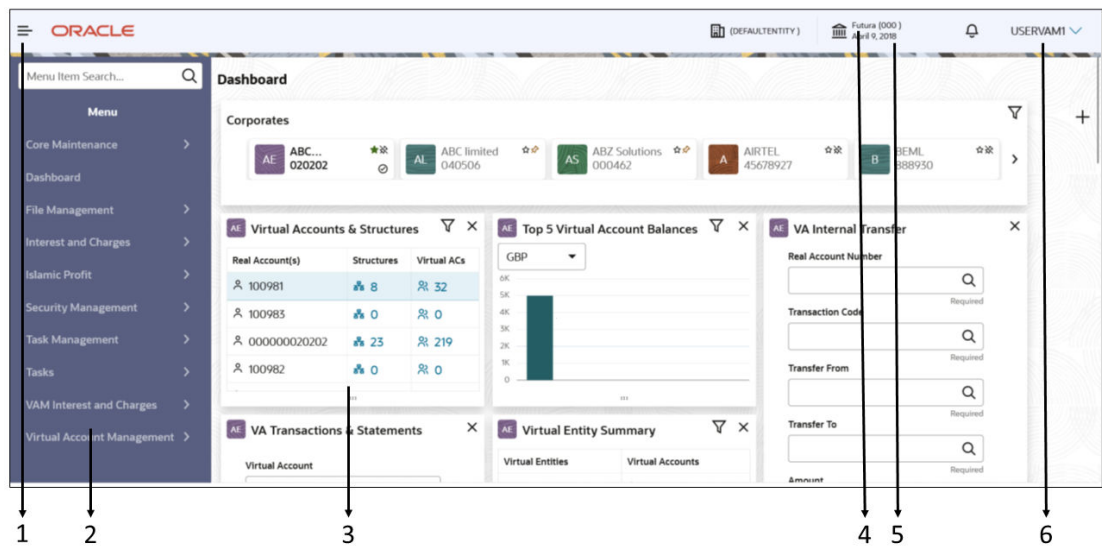 ORACLE
(DEFAULTENTITY)
Futura (000)
April 9, 2018
USERVAM1
Menu Item Search...
Menu
Core Maintenance
Dashboard
File Management
Interest and Charges
Islamic Profit
Security Management
Task Management
Tasks
VAM Interest and Charges
Virtual Account Management
Dashboard
Corporates
AE ABC...
020202
AL ABC limited
040506
AS ABZ Solutions
000462
A AIRTEL
45678927
B BEML
888930
AE Virtual Accounts & Structures
Real Account(s) Structures Virtual ACs
100981 8 32
100983 0 0
000000020202 23 219
100982 0 0
AE Top 5 Virtual Account Balances
GBP
6K
5K
4K
3K
2K
1K
0
AE VA Internal Transfer
Real Account Number
Required
Transaction Code
Required
Transfer From
Required
Transfer To
Required
Amount
AE VA Transactions & Statements
Virtual Account
AE Virtual Entity Summary
Virtual Entities Virtual Accounts
1 2 3 4 5 6